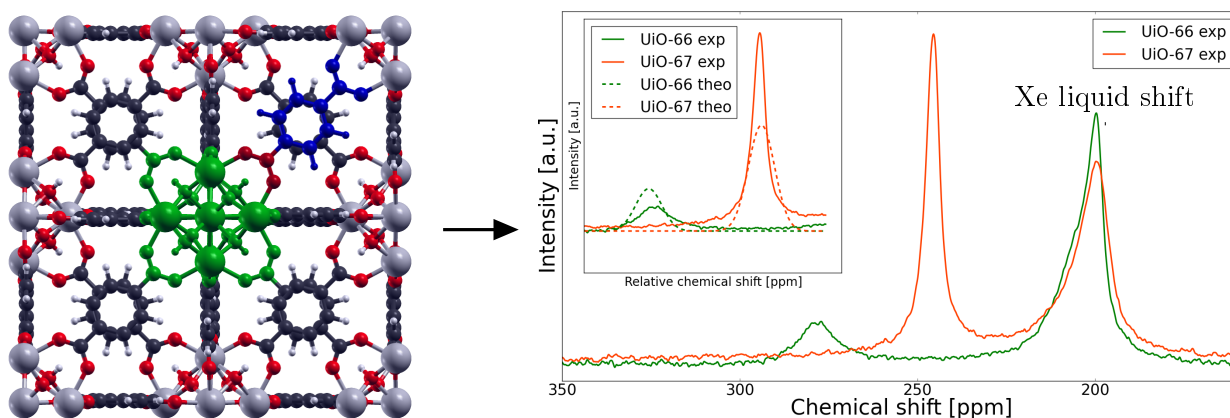 UiO-66 exp
UiO-67 exp
UiO-66 theo
UiO-67 theo
Intensity [a.u.]
Relative chemical shift [ppm]
UiO-66 exp
UiO-67 exp
Xe liquid shift
Intensity [a.u.]
350
300
250
200
Chemical shift [ppm]